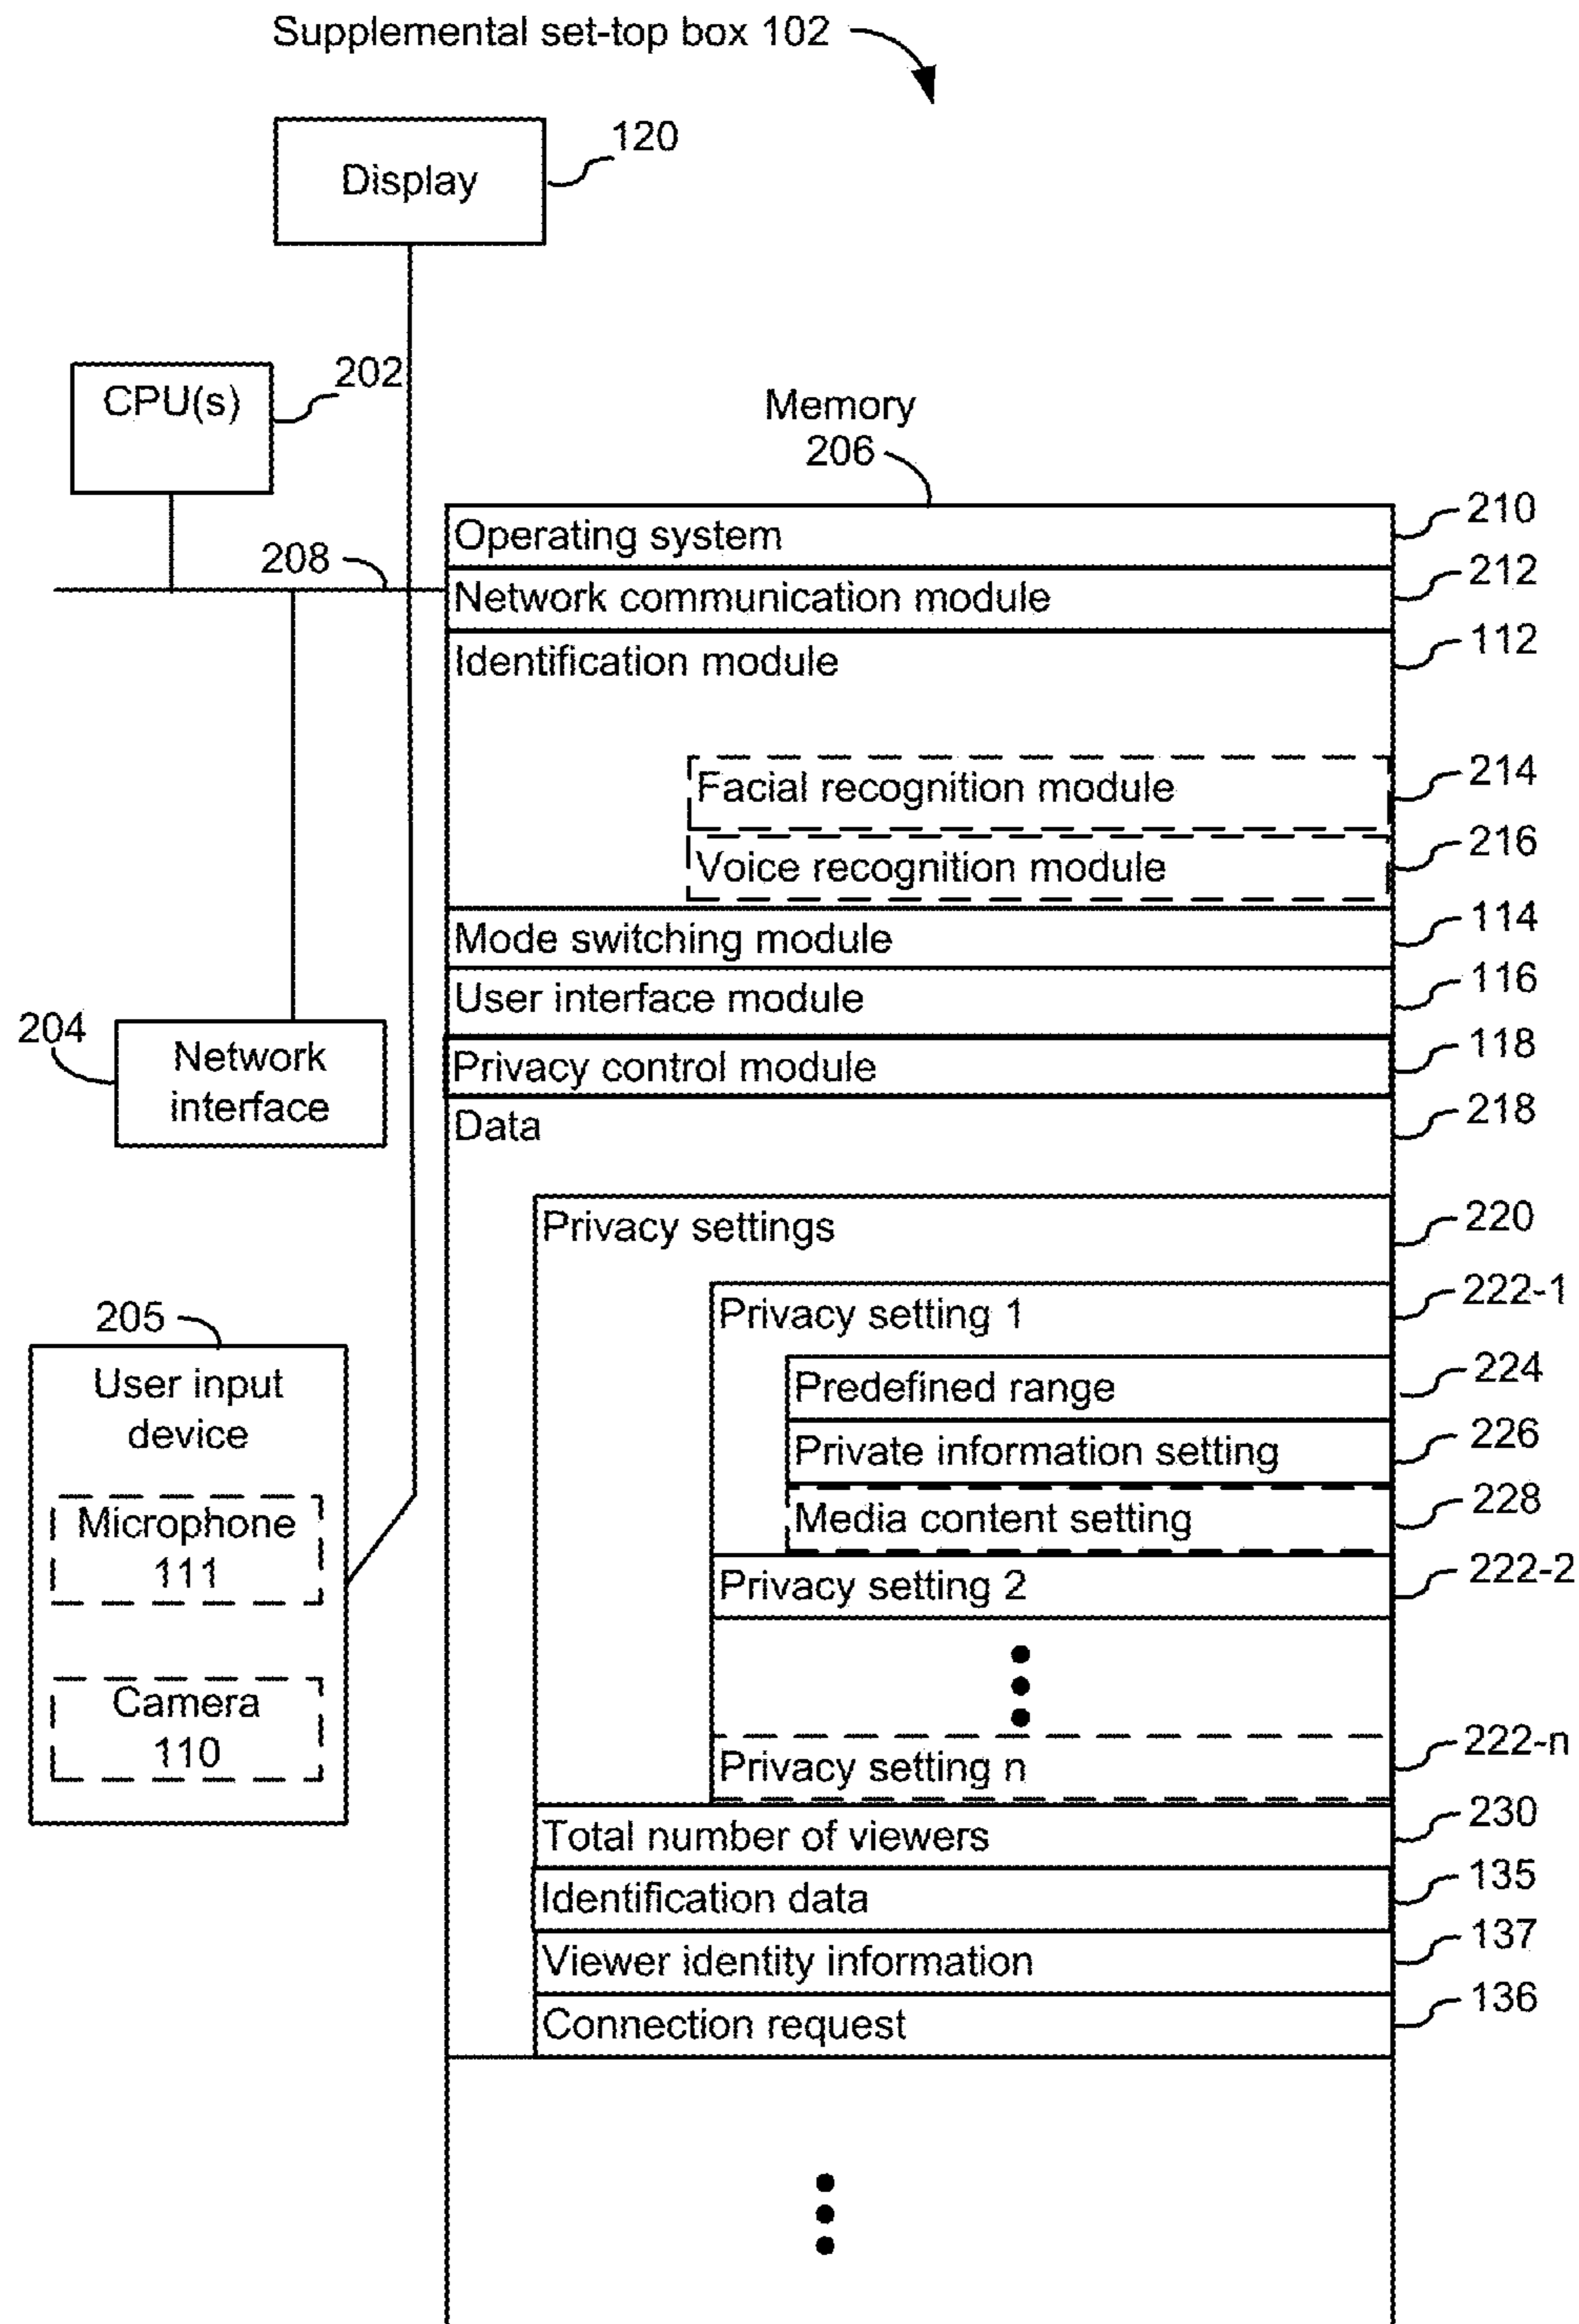 Supplemental set-top box 102
Display
120
CPU(s)
202
Memory
206
208
Operating system
210
Network communication module
212
Identification module
112
Facial recognition module
214
Voice recognition module
216
Mode switching module
114
User interface module
116
204
Network
interface
Privacy control module
118
Data
218
Privacy settings
220
Privacy setting 1
222-1
205
User input
device
Microphone
111
Camera
110
Predefined range
224
Private information setting
226
Media content setting
228
Privacy setting 2
222-2
Privacy setting n
222-n
Total number of viewers
230
Identification data
135
Viewer identity information
137
Connection request
136